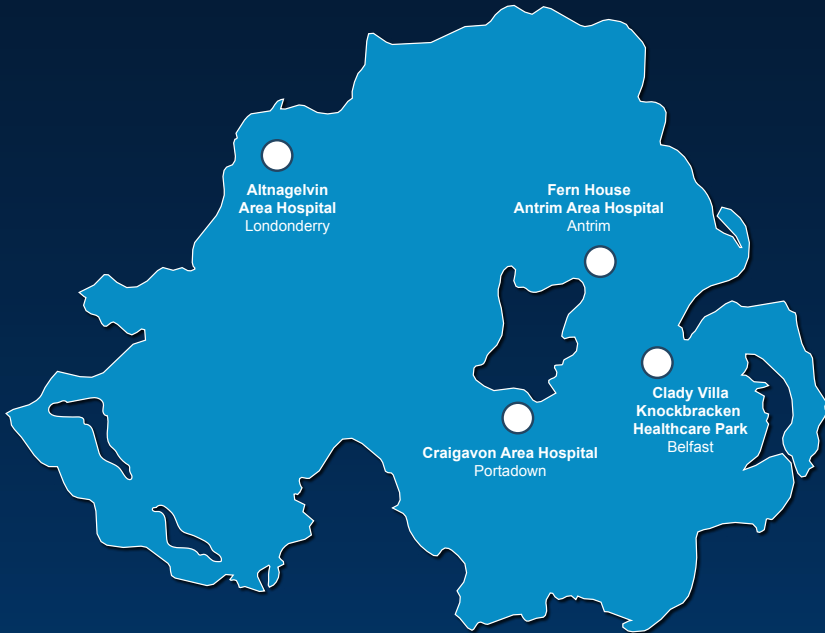 Altnagelvin
Area Hospital
Londonderry
Fern House
Antrim Area Hospital
Antrim
Clady Villa
Knockbracken
Healthcare Park
Belfast
Craigavon Area Hospital
Portadown